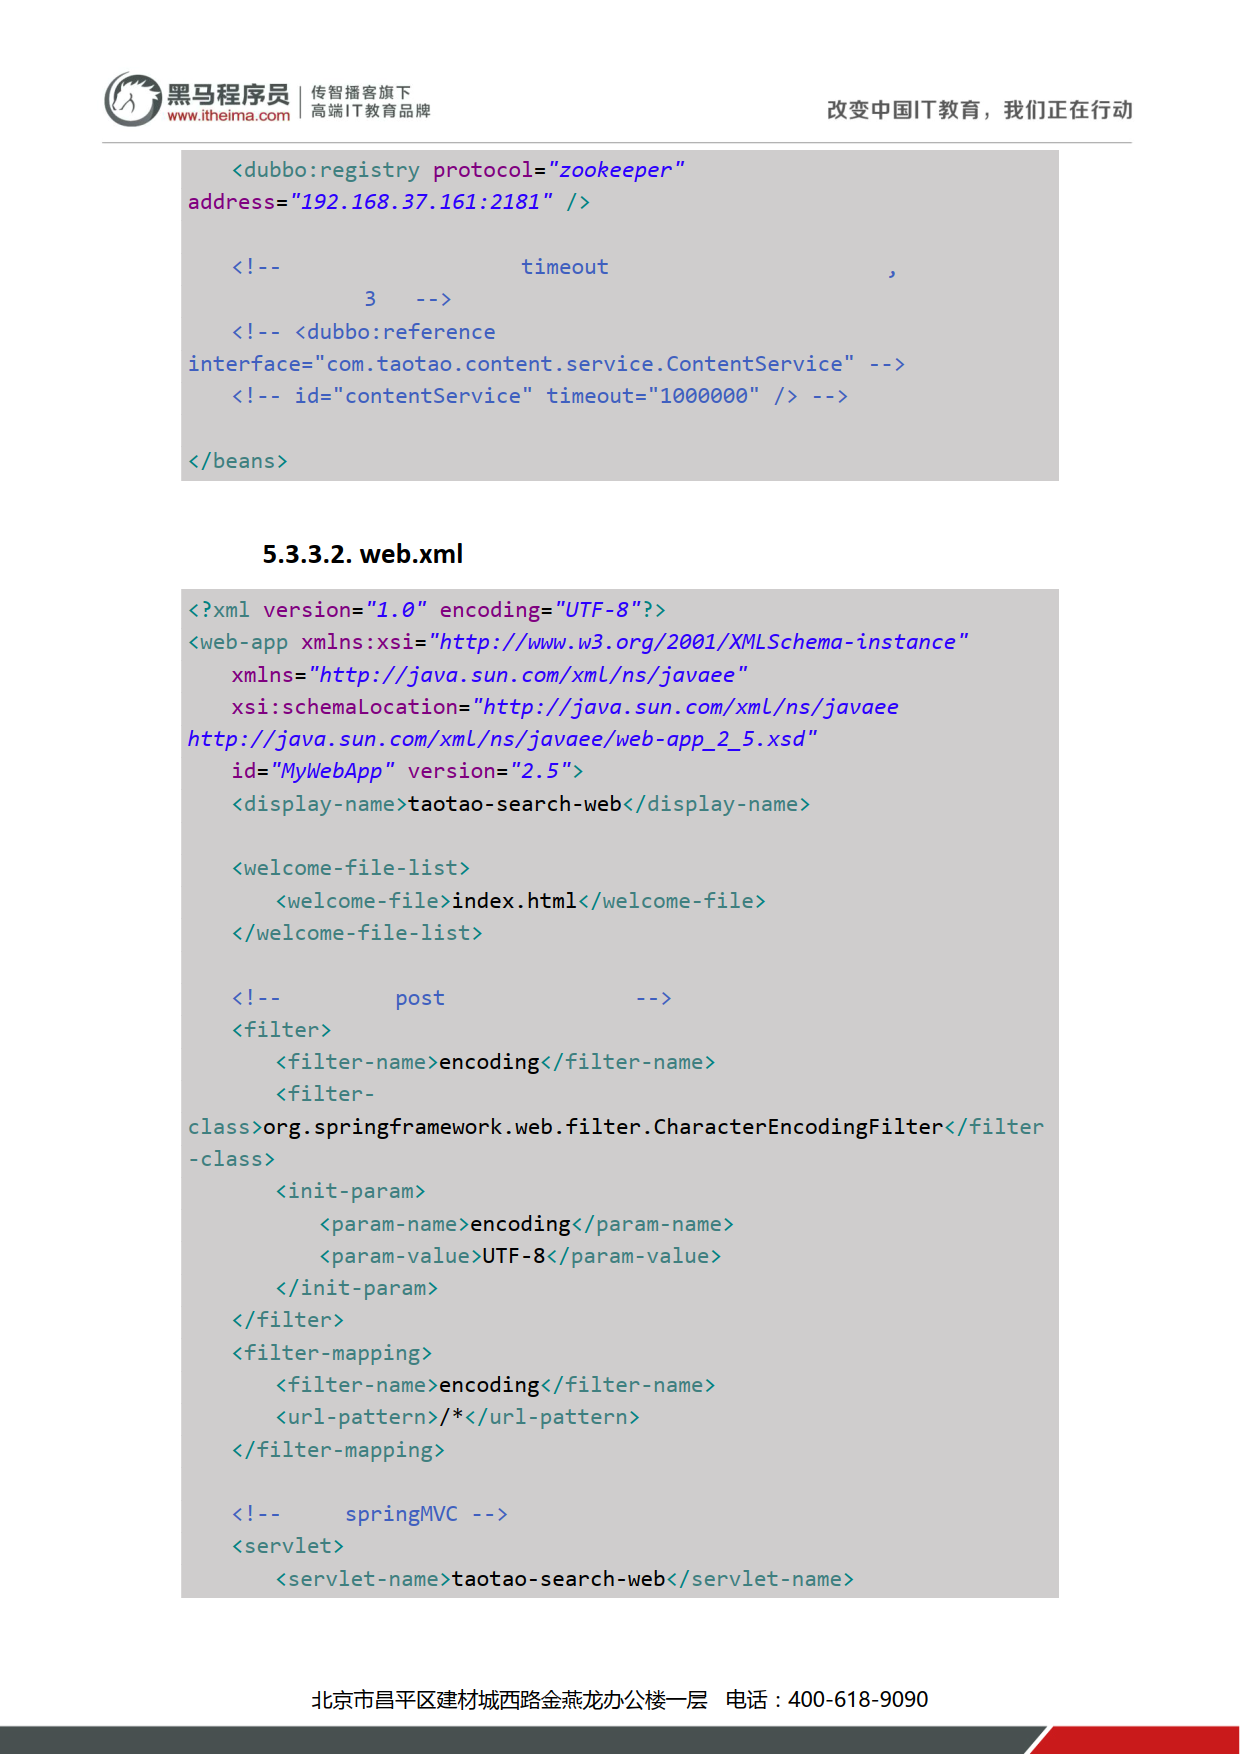 黑马程序员
www.itheima.com
传智播客旗下
高端IT教育品牌
改变中国IT教育，我们正在行动
<dubbo:registry protocol="zookeeper"
address="192.168.37.161:2181" />
<!-- timeout ,
3 -->
<!-- <dubbo:reference
interface="com.taotao.content.service.ContentService" -->
<!-- id="contentService" timeout="1000000" /> -->
</beans>
5.3.3.2. web.xml
<?xml version="1.0" encoding="UTF-8"?>
<web-app xmlns:xsi="http://www.w3.org/2001/XMLSchema-instance"
xmlns="http://java.sun.com/xml/ns/javaee"
xsi:schemaLocation="http://java.sun.com/xml/ns/javaee
http://java.sun.com/xml/ns/javaee/web-app_2_5.xsd"
id="MyWebApp" version="2.5">
<display-name>taotao-search-web</display-name>
<welcome-file-list>
<welcome-file>index.html</welcome-file>
</welcome-file-list>
<!-- post -->
<filter>
<filter-name>encoding</filter-name>
<filter-
class>org.springframework.web.filter.CharacterEncodingFilter</filter
-class>
<init-param>
<param-name>encoding</param-name>
<param-value>UTF-8</param-value>
</init-param>
</filter>
<filter-mapping>
<filter-name>encoding</filter-name>
<url-pattern>/*</url-pattern>
</filter-mapping>
<!-- springMVC -->
<servlet>
<servlet-name>taotao-search-web</servlet-name>
北京市昌平区建材城西路金燕龙办公楼一层 电话：400-618-9090